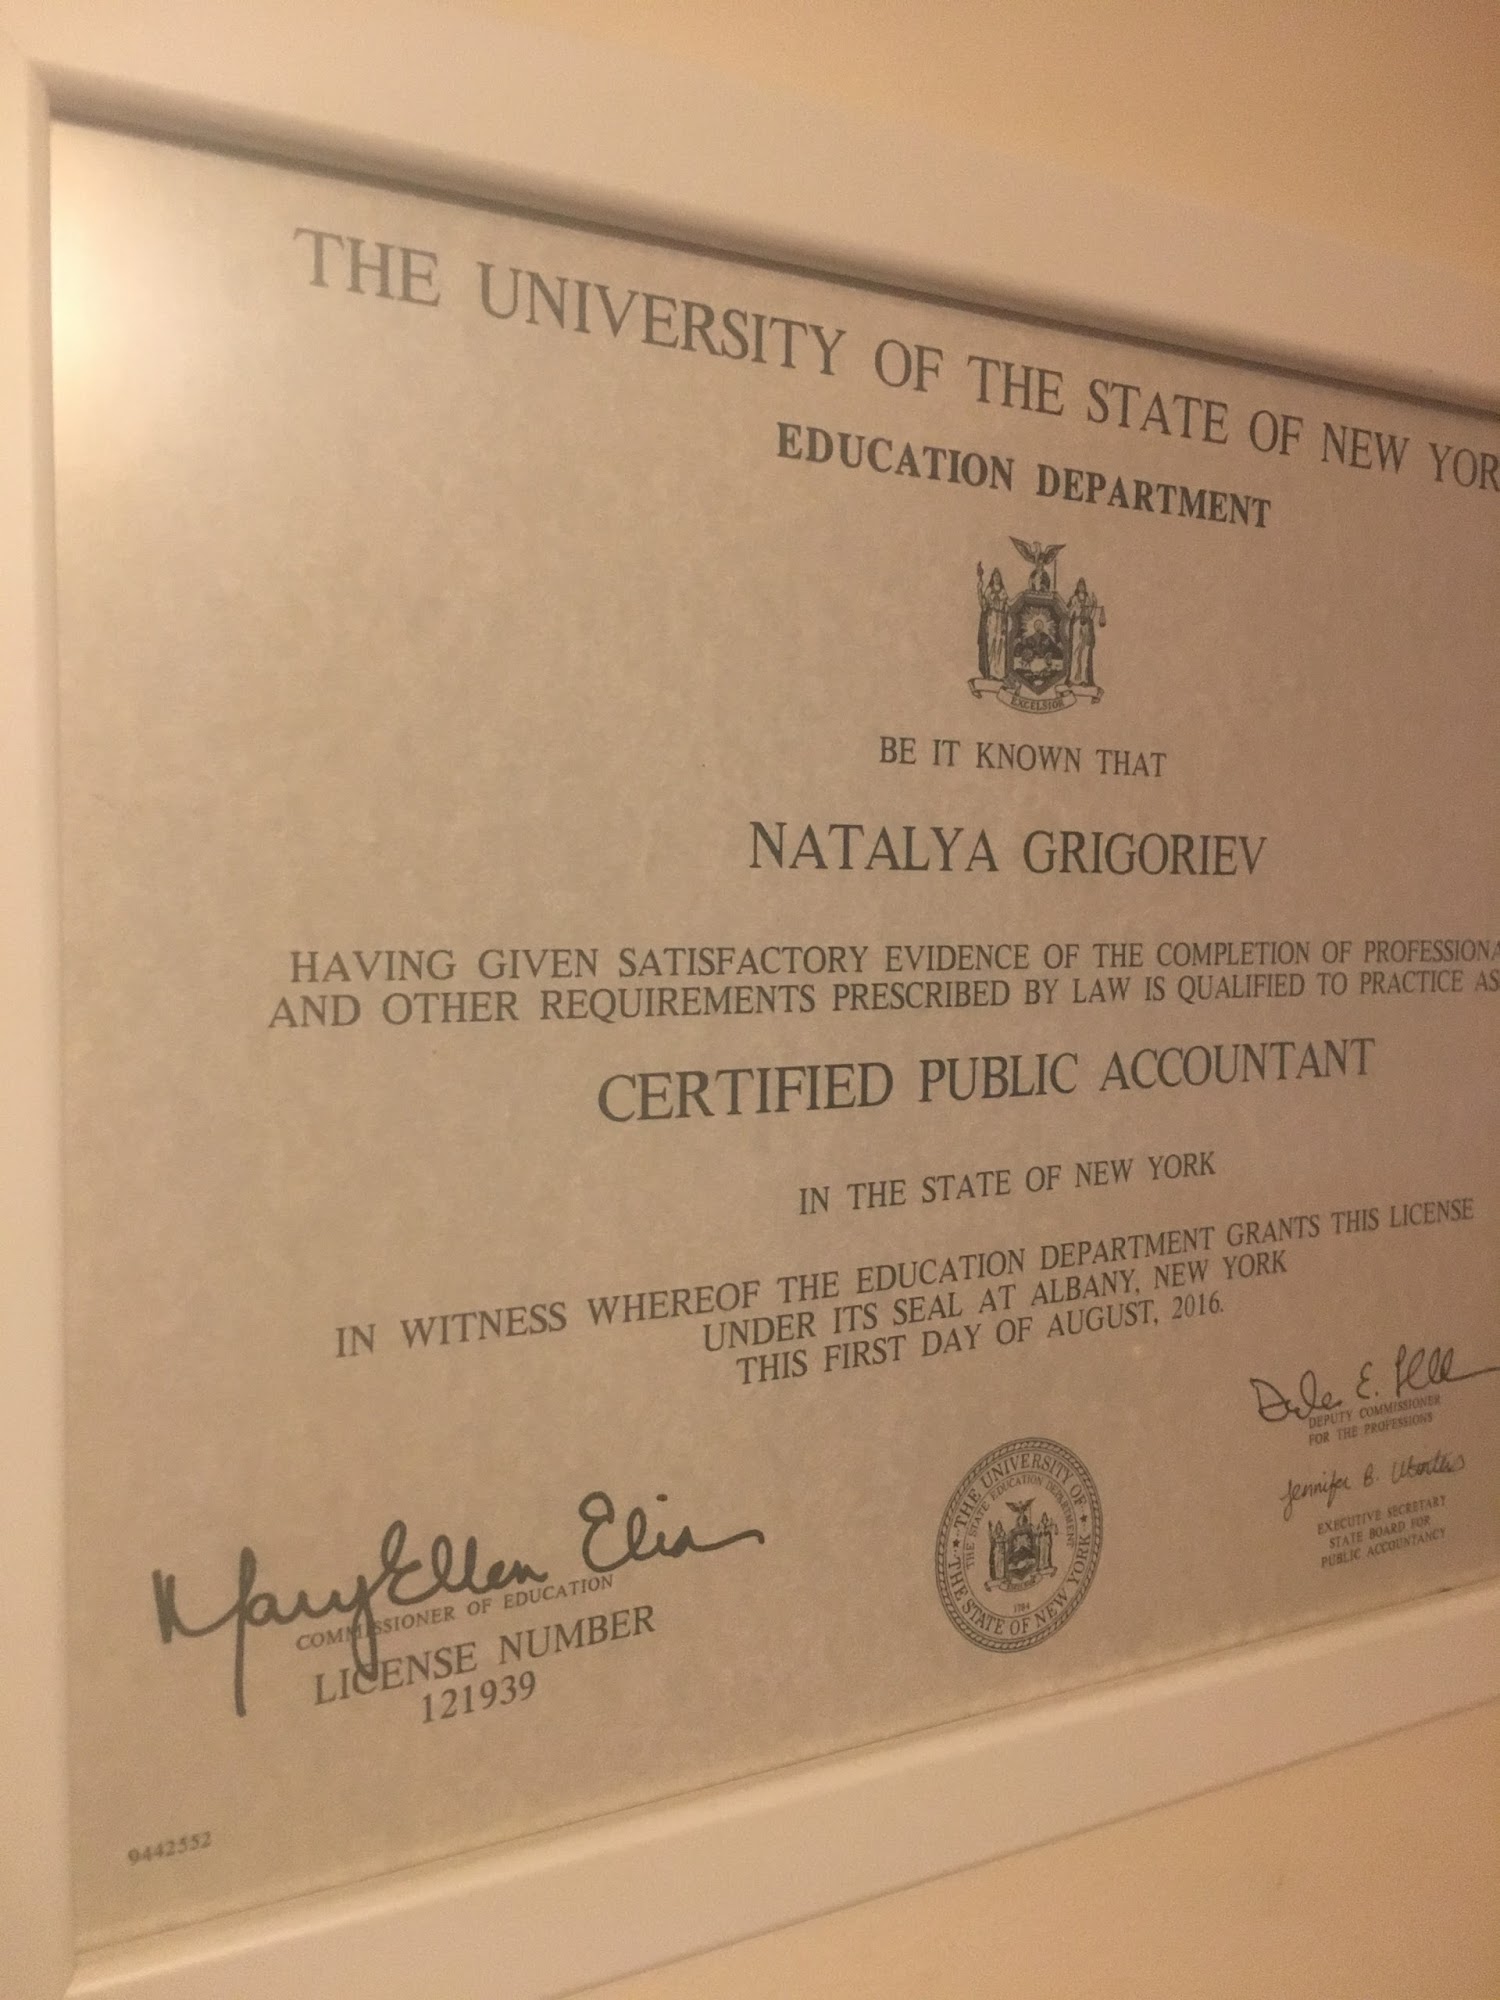 THE UNIVERSITY OF THE STATE OF NEW YOR
EDUCATION DEPARTMENT
EXCELSIOR
BE IT KNOWN THAT
NATALYA GRIGORIEV
HAVING GIVEN SATISFACTORY EVIDENCE OF THE COMPLETION OF PROFESSIONA
AND OTHER REQUIREMENTS PRESCRIBED BY LAW IS QUALIFIED TO PRACTICE AS
CERTIFIED PUBLIC ACCOUNTANT
IN THE STATE OF NEW YORK
IN WITNESS WHEREOF THE EDUCATION DEPARTMENT GRANTS THIS LICENSE
UNDER ITS SEAL AT ALBANY, NEW YORK
THIS FIRST DAY OF AUGUST, 2016.
Dale E.
DEPUTY COMMISSIONER
FOR THE PROFESSIONS
Jennifer B.
EXECUTIVE SECRETARY
STATE BOARD FOR
PUBLIC ACCOUNTANCY
THE UNIVERSITY OF THE STATE OF NEW YORK
THE STATE EDUCATION DEPARTMENT
1784
MaryEllen Elia
COMMISSIONER OF EDUCATION
LICENSE NUMBER
121939
9442552